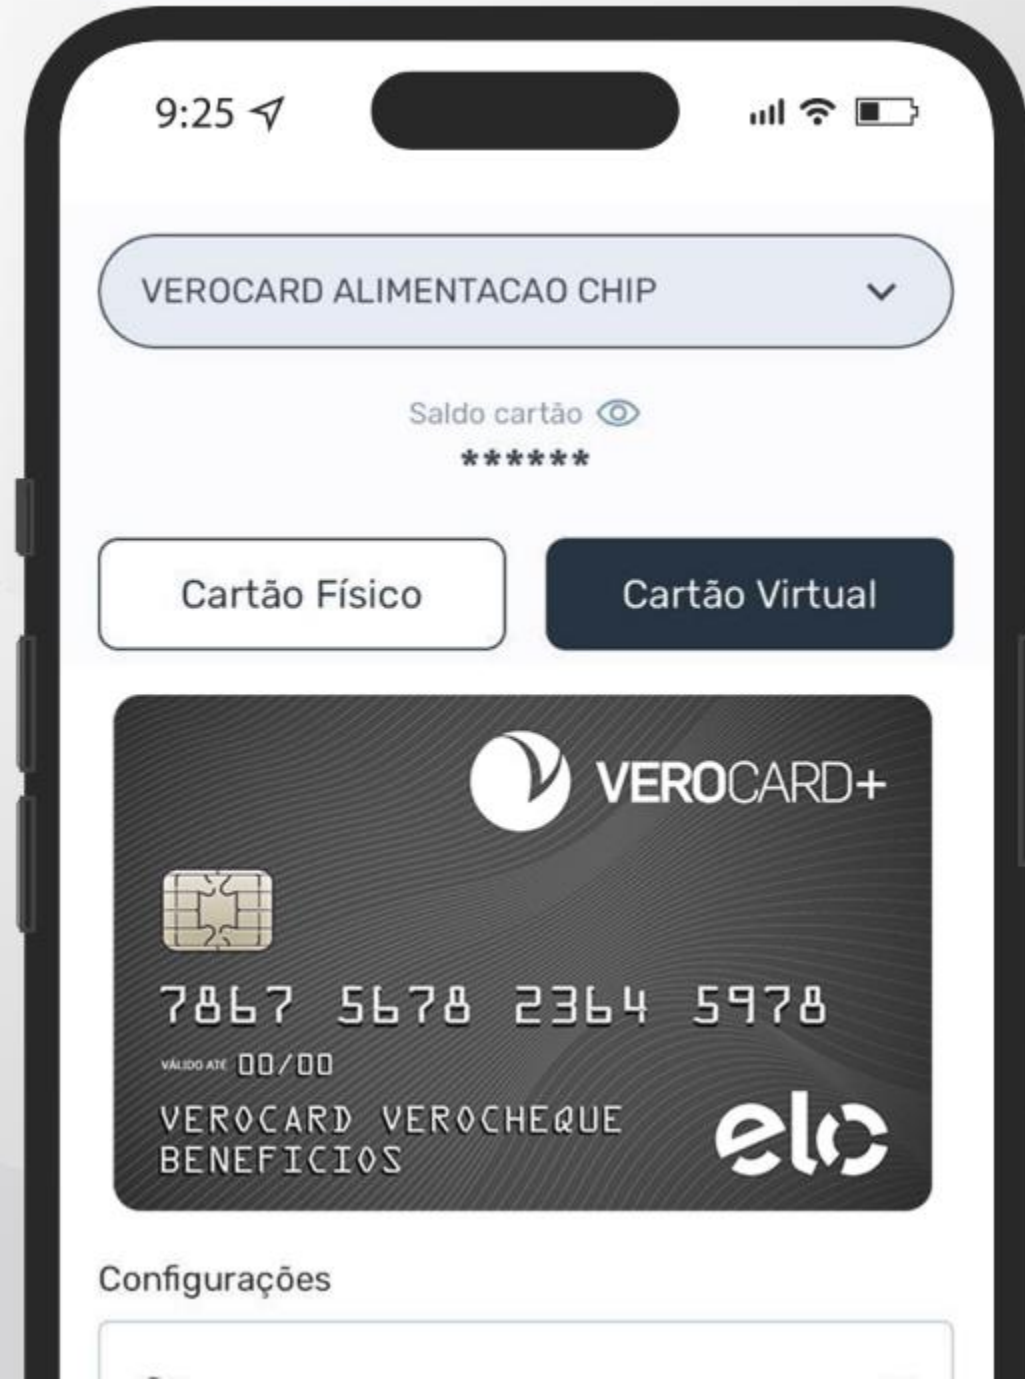 9:25
VEROCARD ALIMENTACAO CHIP
Saldo cartão
******
Cartão Físico
Cartão Virtual
VEROCARD+
7867 5678 2364 5978
VÁLIDO ATÉ 00/00
VEROCARD VEROCHEQUE
BENEFICIOS
elo
Configurações